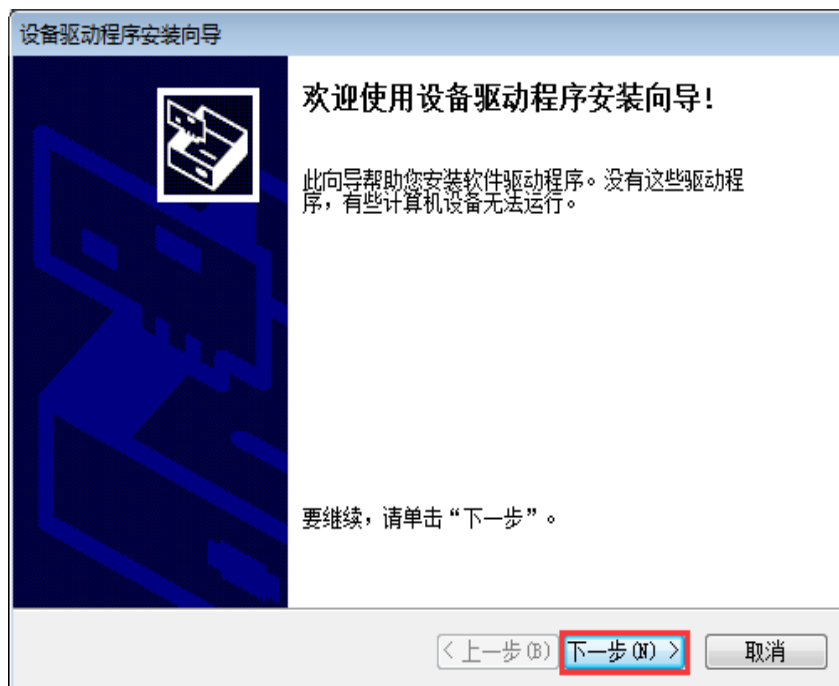 设备驱动程序安装向导
欢迎使用设备驱动程序安装向导!
此向导帮助您安装软件驱动程序。没有这些驱动程
序，有些计算机设备无法运行。
要继续，请单击“下一步”。
< 上一步(B) 下一步(N) > 取消